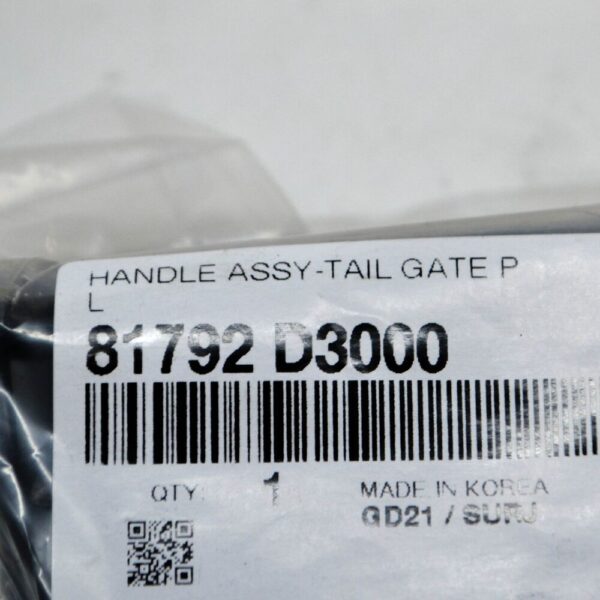 HANDLE ASSY-TAIL GATE P
L
81792 D3000
QTY: 1 MADE IN KOREA
GD21 / SURJ